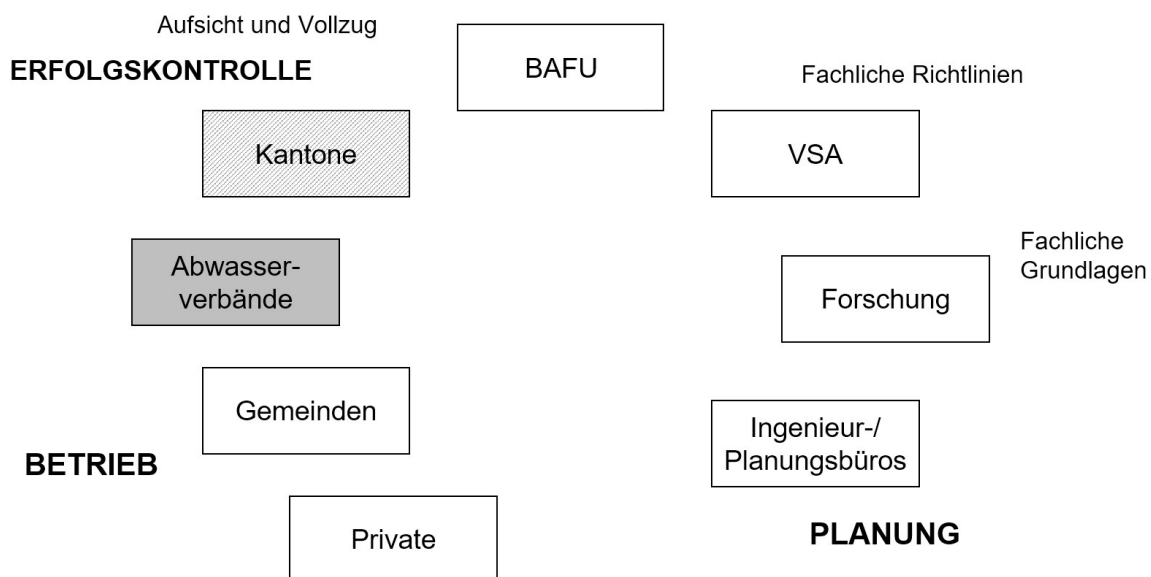 Aufsicht und Vollzug
ERFOLGSKONTROLLE
BAFU
Fachliche Richtlinien
Kantone
VSA
Abwasser-
verbände
Fachliche
Grundlagen
Forschung
Gemeinden
Ingenieur-/
Planungsbüros
BETRIEB
Private
PLANUNG